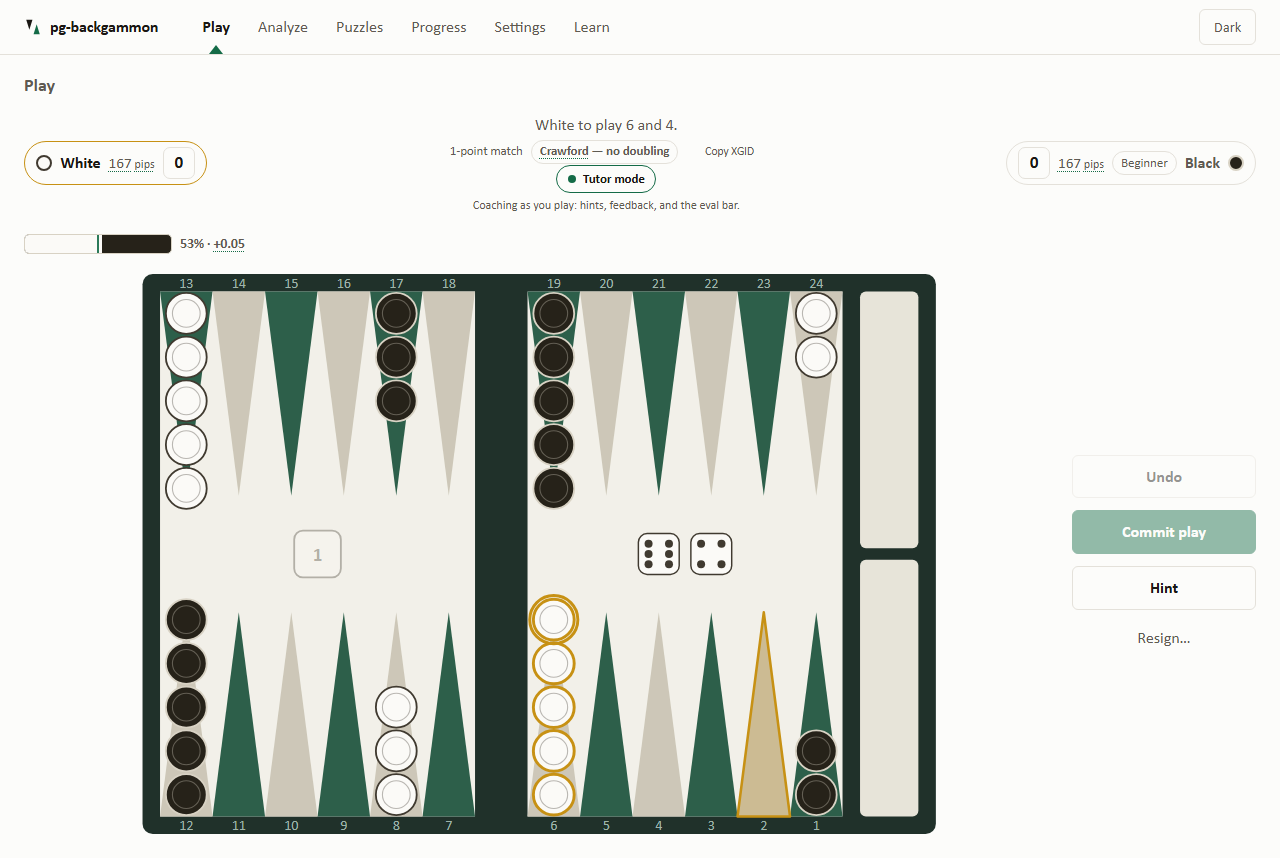 pg-backgammon Play Analyze Puzzles Progress Settings Learn Dark
Play
White to play 6 and 4.
White 167 pips 0
1-point match Crawford — no doubling Copy XGID
Tutor mode
Coaching as you play: hints, feedback, and the eval bar.
0 167 pips Beginner Black
53% · +0.05
13 14 15 16 17 18 19 20 21 22 23 24
1
12 11 10 9 8 7 6 5 4 3 2 1
Undo
Commit play
Hint
Resign...